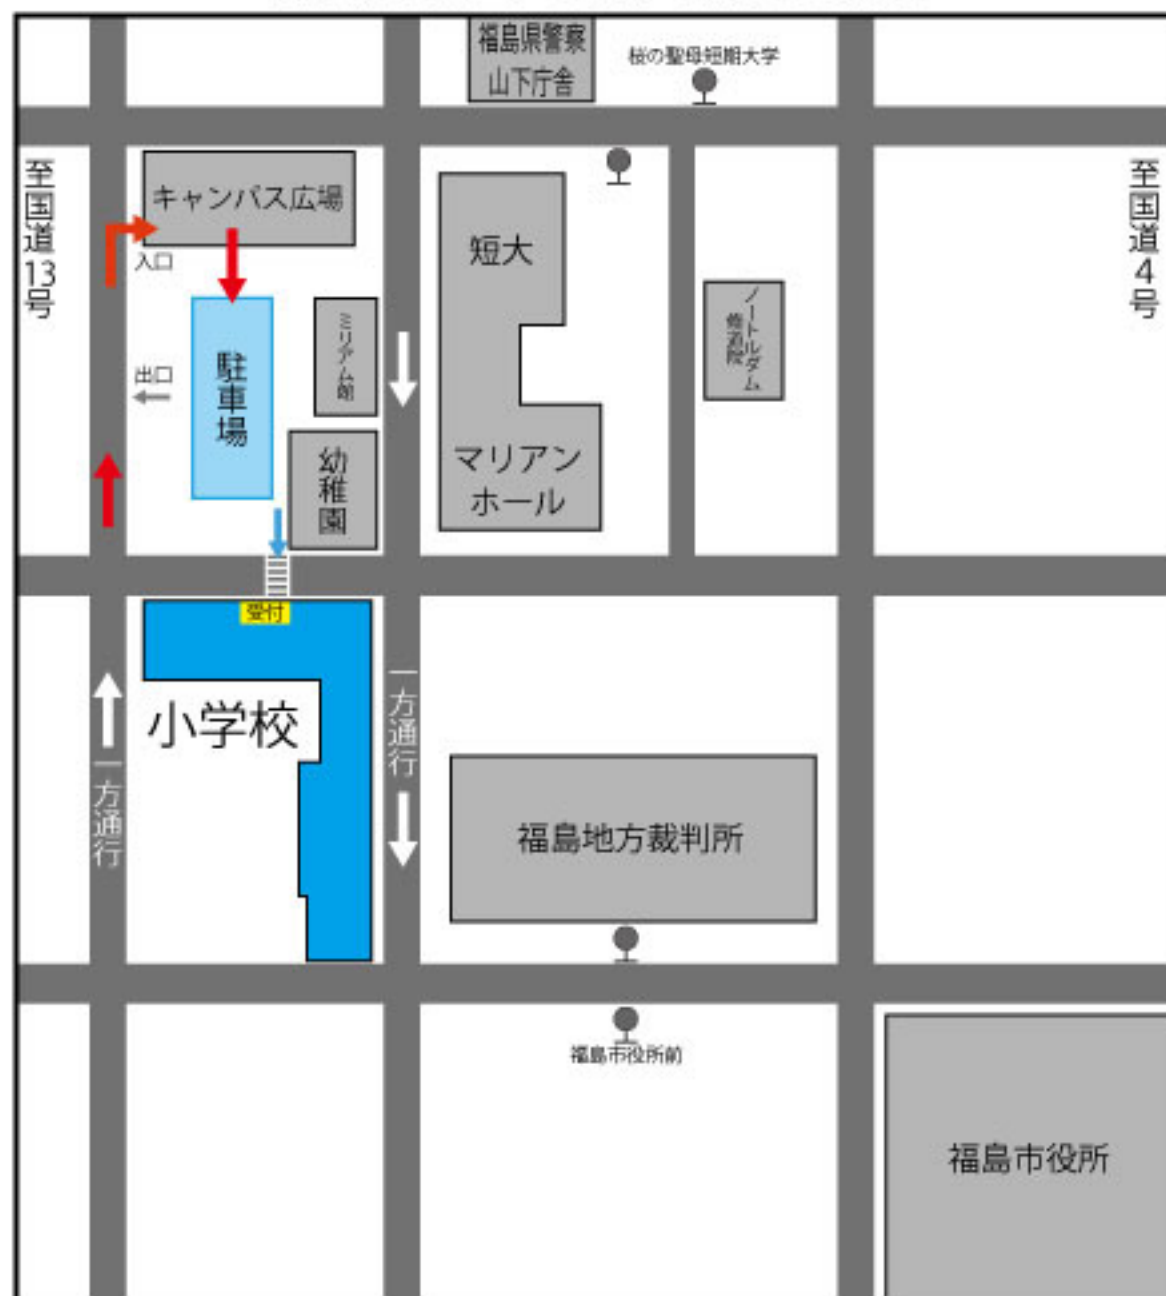 福島県警察
山下庁舎
桜の聖母短期大学
至国道13号
キャンパス広場
入口
短大
至国道4号
ノートルダム
修道院
ミリアム館
駐車場
出口
幼稚園
マリアン
ホール
受付
小学校
一方通行
一方通行
福島地方裁判所
福島市役所前
福島市役所